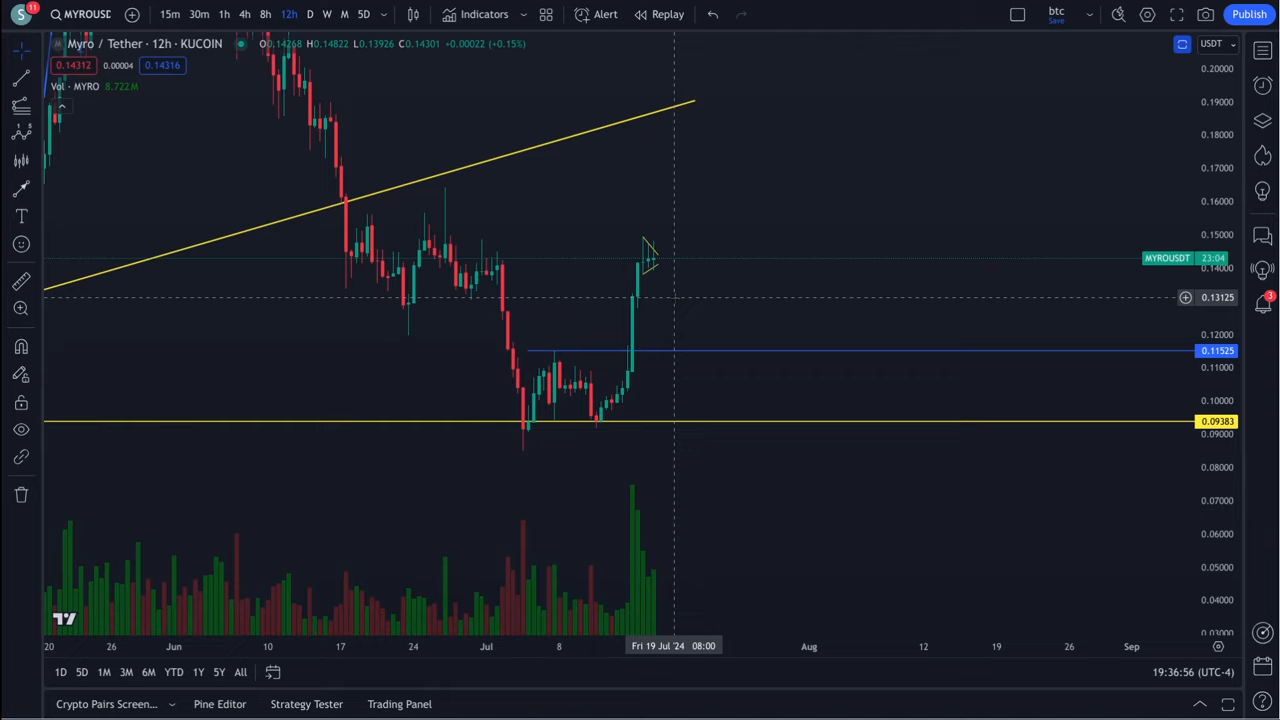 S 11 MYROUSD 15m 30m 1h 4h 8h 12h D W M 5D Indicators Alert Replay btc Save Publish
M Myro / Tether · 12h · KUCOIN O0.14268 H0.14822 L0.13926 C0.14301 +0.00022 (+0.15%) USDT
0.14312 0.00004 0.14316
Vol · MYRO 8.722M
0.20000
0.19000
0.18000
0.17000
0.16000
0.15000
MYROUSDT 23:04
0.14000
0.13125
3
0.12000
0.11525
0.11000
0.10000
0.09383
0.09000
0.08000
0.07000
0.06000
0.05000
0.04000
0.03000
20 26 Jun 10 17 24 Jul 8 Fri 19 Jul '24 08:00 Aug 12 19 26 Sep
1D 5D 1M 3M 6M YTD 1Y 5Y All 19:36:56 (UTC-4)
Crypto Pairs Screen... Pine Editor Strategy Tester Trading Panel